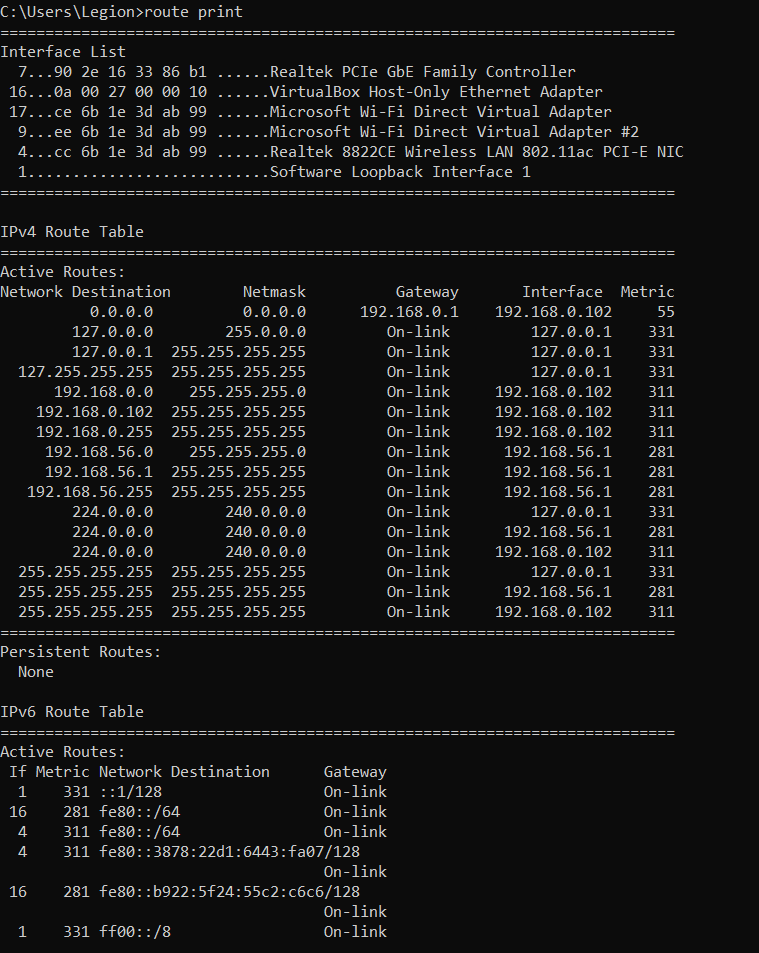 C:\Users\Legion>route print
===========================================================================
Interface List
  7...90 2e 16 33 86 b1 ......Realtek PCIe GbE Family Controller
 16...0a 00 27 00 00 10 ......VirtualBox Host-Only Ethernet Adapter
 17...ce 6b 1e 3d ab 99 ......Microsoft Wi-Fi Direct Virtual Adapter
  9...ee 6b 1e 3d ab 99 ......Microsoft Wi-Fi Direct Virtual Adapter #2
  4...cc 6b 1e 3d ab 99 ......Realtek 8822CE Wireless LAN 802.11ac PCI-E NIC
  1...........................Software Loopback Interface 1
===========================================================================

IPv4 Route Table
===========================================================================
Active Routes:
Network Destination        Netmask          Gateway       Interface  Metric
          0.0.0.0          0.0.0.0      192.168.0.1    192.168.0.102     55
        127.0.0.0        255.0.0.0         On-link         127.0.0.1    331
        127.0.0.1  255.255.255.255         On-link         127.0.0.1    331
  127.255.255.255  255.255.255.255         On-link         127.0.0.1    331
      192.168.0.0    255.255.255.0         On-link     192.168.0.102    311
    192.168.0.102  255.255.255.255         On-link     192.168.0.102    311
    192.168.0.255  255.255.255.255         On-link     192.168.0.102    311
     192.168.56.0    255.255.255.0         On-link      192.168.56.1    281
     192.168.56.1  255.255.255.255         On-link      192.168.56.1    281
   192.168.56.255  255.255.255.255         On-link      192.168.56.1    281
        224.0.0.0        240.0.0.0         On-link         127.0.0.1    331
        224.0.0.0        240.0.0.0         On-link      192.168.56.1    281
        224.0.0.0        240.0.0.0         On-link     192.168.0.102    311
  255.255.255.255  255.255.255.255         On-link         127.0.0.1    331
  255.255.255.255  255.255.255.255         On-link      192.168.56.1    281
  255.255.255.255  255.255.255.255         On-link     192.168.0.102    311
===========================================================================
Persistent Routes:
  None

IPv6 Route Table
===========================================================================
Active Routes:
 If Metric Network Destination      Gateway
  1    331 ::1/128                  On-link
 16    281 fe80::/64                On-link
  4    311 fe80::/64                On-link
  4    311 fe80::3878:22d1:6443:fa07/128
                                    On-link
 16    281 fe80::b922:5f24:55c2:c6c6/128
                                    On-link
  1    331 ff00::/8                 On-link